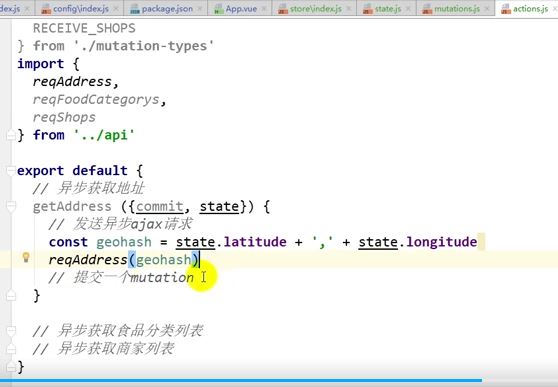 dex.js config\index.js package.json App.vue store\index.js state.js mutations.js actions.js
RECEIVE_SHOPS
} from './mutation-types'
import {
reqAddress,
reqFoodCategorys,
reqShops
} from '../api'
export default {
// 异步获取地址
getAddress ({commit, state}) {
// 发送异步ajax请求
const geohash = state.latitude + ',' + state.longitude
reqAddress(geohash)
// 提交一个mutation
}
// 异步获取食品分类列表
// 异步获取商家列表
}